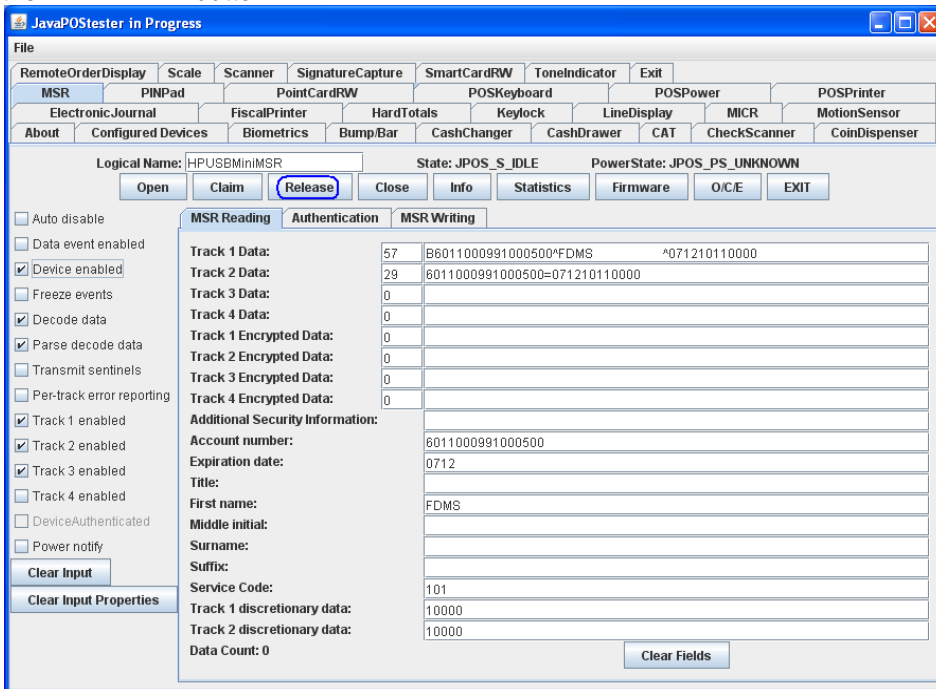 JavaPOStester in Progress
File
RemoteOrderDisplay Scale Scanner SignatureCapture SmartCardRW ToneIndicator Exit
MSR PINPad PointCardRW POSKeyboard POSPower POSPrinter
ElectronicJournal FiscalPrinter HardTotals Keylock LineDisplay MICR MotionSensor
About Configured Devices Biometrics Bump/Bar CashChanger CashDrawer CAT CheckScanner CoinDispenser
Logical Name: HPUSBMiniMSR State: JPOS_S_IDLE PowerState: JPOS_PS_UNKNOWN
Open Claim Release Close Info Statistics Firmware O/C/E EXIT
Auto disable
Data event enabled
Device enabled
Freeze events
Decode data
Parse decode data
Transmit sentinels
Per-track error reporting
Track 1 enabled
Track 2 enabled
Track 3 enabled
Track 4 enabled
DeviceAuthenticated
Power notify
Clear Input
Clear Input Properties
MSR Reading Authentication MSR Writing
Track 1 Data: 57 B6011000991000500^FDMS ^071210110000
Track 2 Data: 29 6011000991000500=071210110000
Track 3 Data: 0
Track 4 Data: 0
Track 1 Encrypted Data: 0
Track 2 Encrypted Data: 0
Track 3 Encrypted Data: 0
Track 4 Encrypted Data: 0
Additional Security Information:
Account number: 6011000991000500
Expiration date: 0712
Title:
First name: FDMS
Middle initial:
Surname:
Suffix:
Service Code: 101
Track 1 discretionary data: 10000
Track 2 discretionary data: 10000
Data Count: 0 Clear Fields